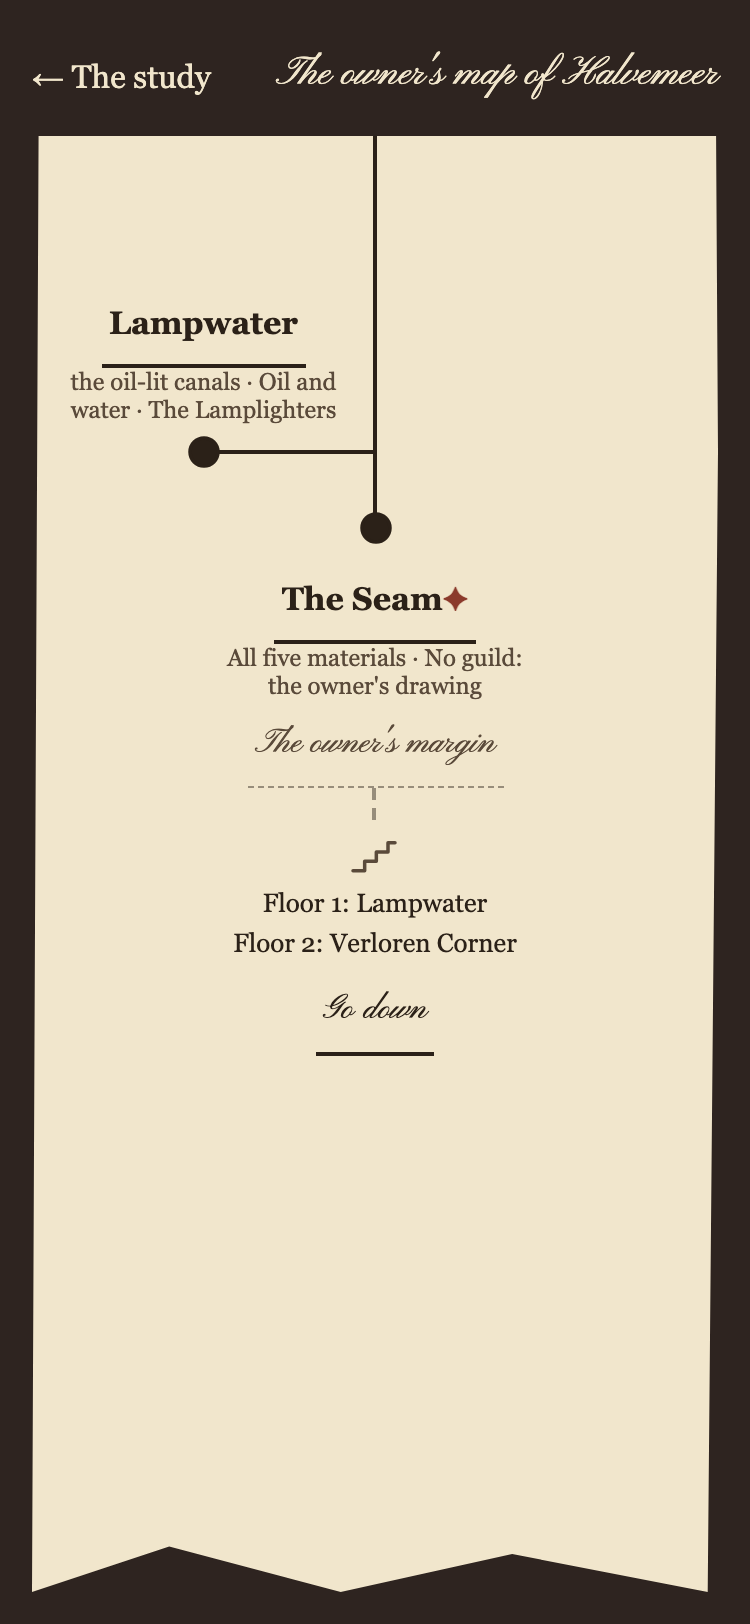 ← The study
The owner's map of Halvemeer
Lampwater
the oil-lit canals · Oil and
water · The Lamplighters
The Seam✦
All five materials · No guild:
the owner's drawing
The owner's margin
Floor 1: Lampwater
Floor 2: Verloren Corner
Go down